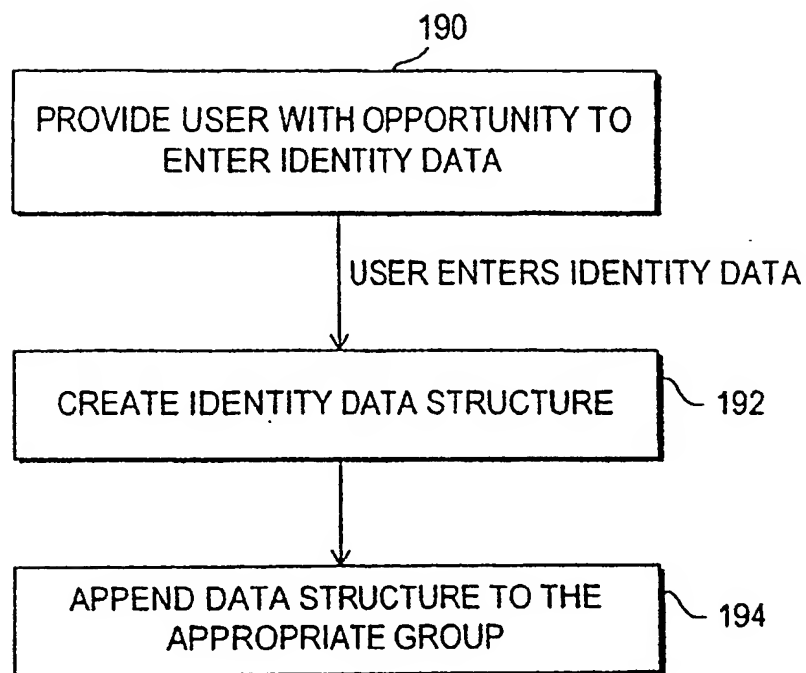 190
PROVIDE USER WITH OPPORTUNITY TO
ENTER IDENTITY DATA
USER ENTERS IDENTITY DATA
CREATE IDENTITY DATA STRUCTURE
192
APPEND DATA STRUCTURE TO THE
APPROPRIATE GROUP
194